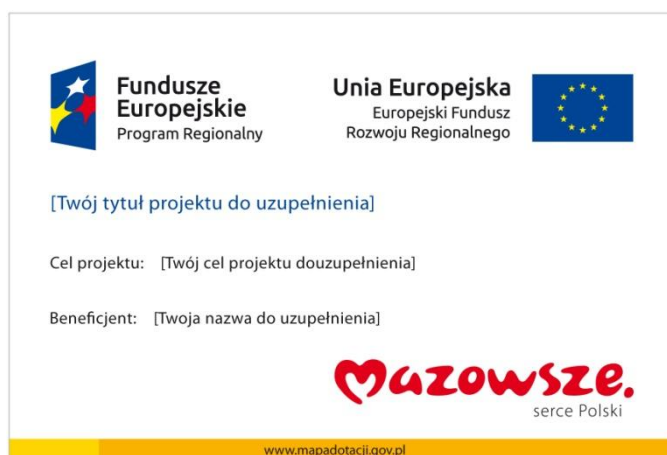 Fundusze
Europejskie
Program Regionalny
Unia Europejska
Europejski Fundusz
Rozwoju Regionalnego
[Twój tytuł projektu do uzupełnienia]
Cel projektu: [Twój cel projektu douzupełnienia]
Beneficjent: [Twoja nazwa do uzupełnienia]
Mazowsze.
serce Polski
www.mapadotacji.gov.pl